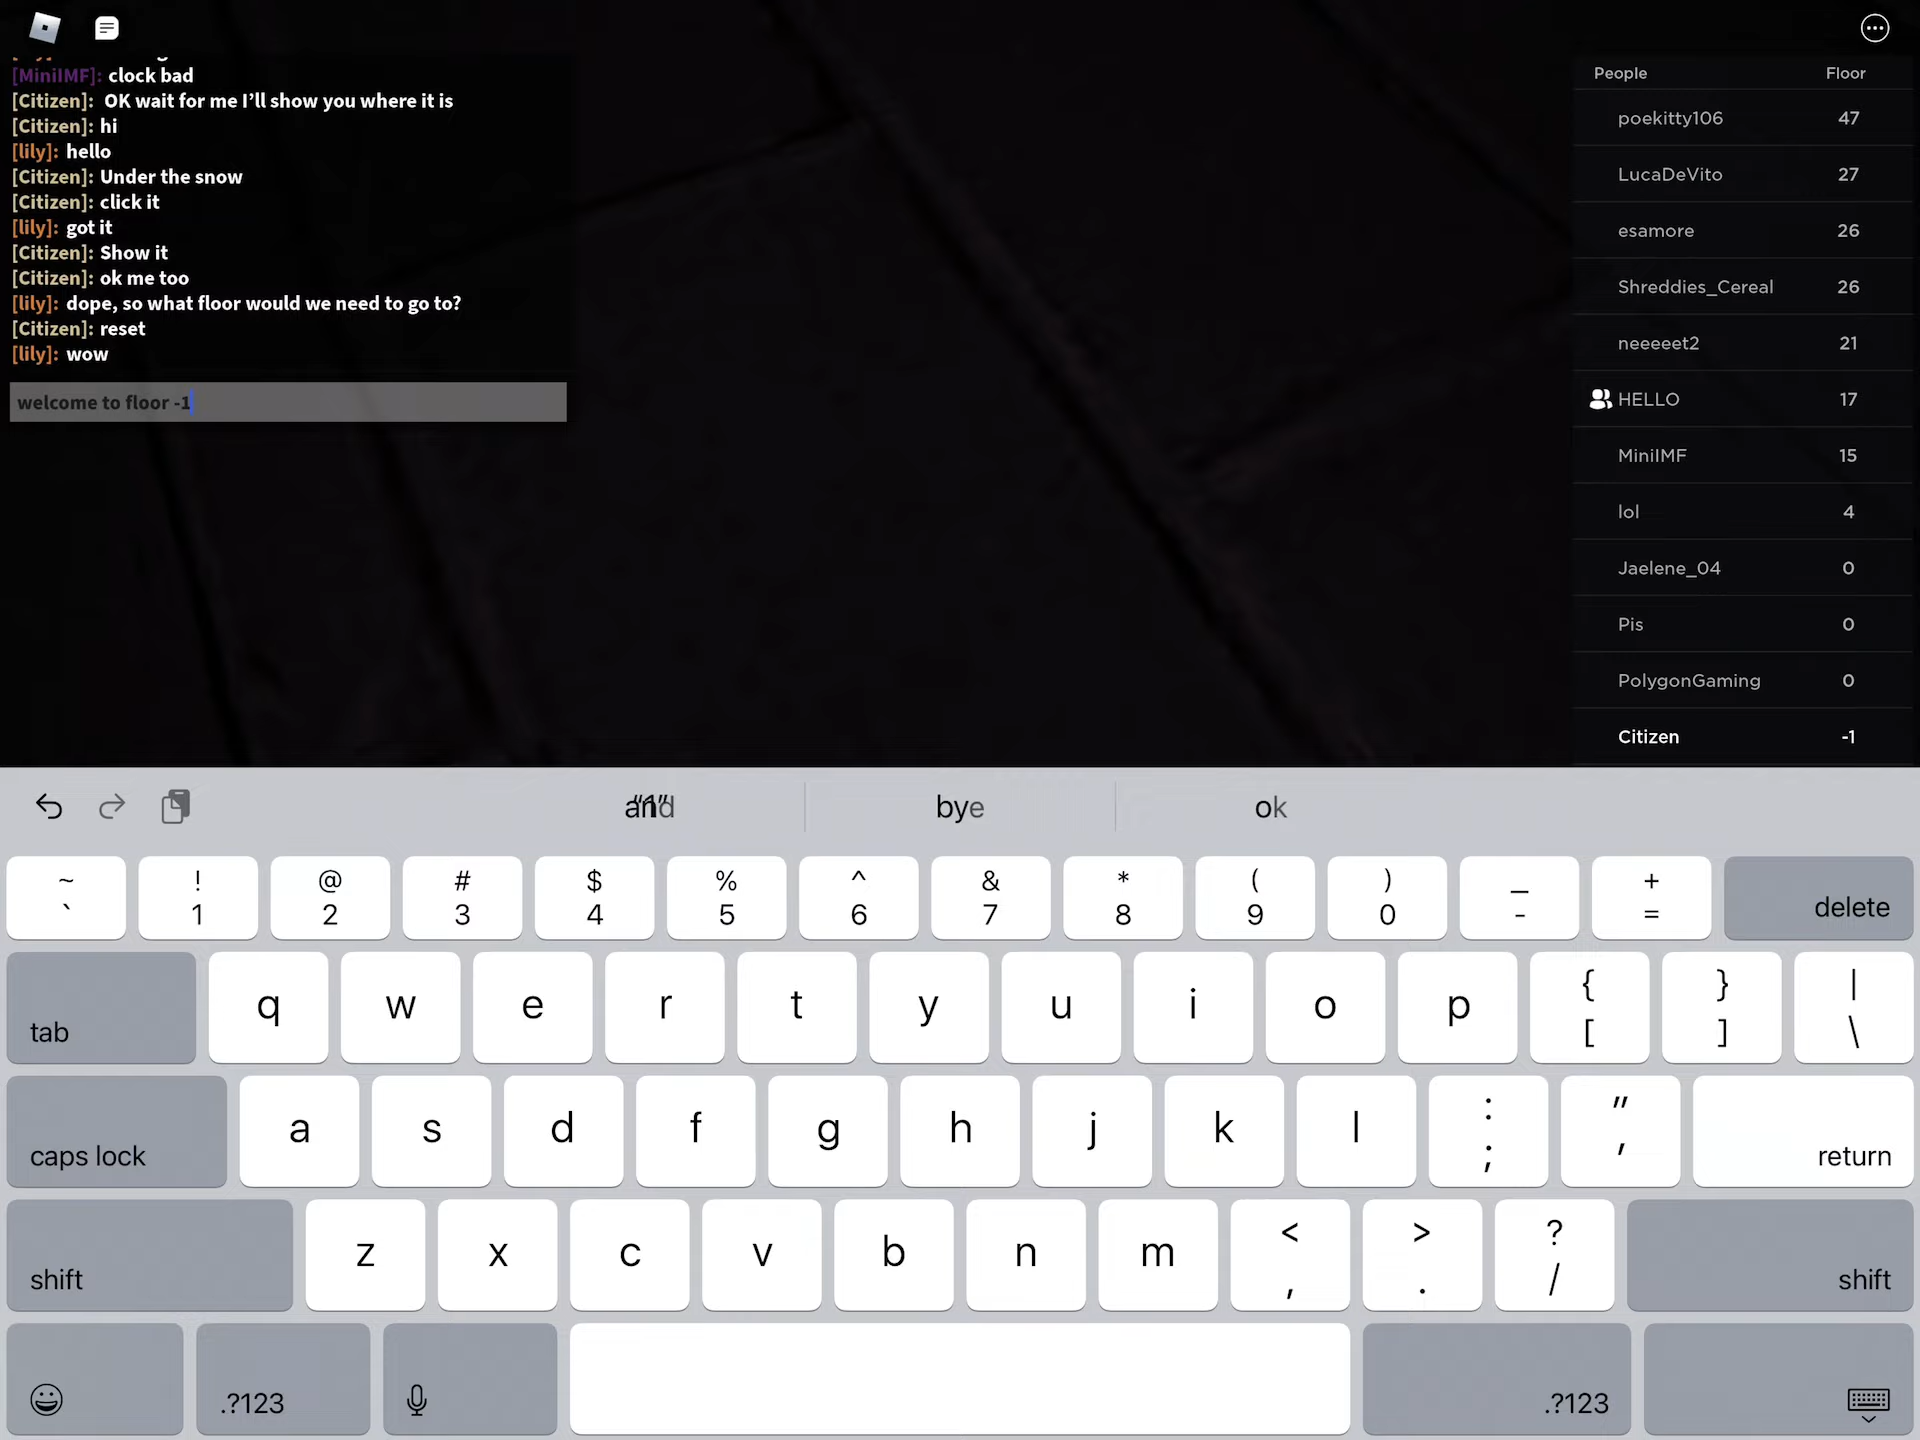 [MiniIMF]: clock bad
[Citizen]: OK wait for me I'll show you where it is
[Citizen]: hi
[lily]: hello
[Citizen]: Under the snow
[Citizen]: click it
[lily]: got it
[Citizen]: Show it
[Citizen]: ok me too
[lily]: dope, so what floor would we need to go to?
[Citizen]: reset
[lily]: wow
welcome to floor -1
People Floor
poekitty106 47
LucaDeVito 27
esamore 26
Shreddies_Cereal 26
neeeeet2 21
HELLO 17
MiniIMF 15
lol 4
Jaelene_04 0
Pis 0
PolygonGaming 0
Citizen -1
bye ok
~ ! @ # $ % ^ & * ( ) _ +
` 1 2 3 4 5 6 7 8 9 0 - = delete
tab q w e r t y u i o p { [ } ] | \
caps lock a s d f g h j k l : ; " ' return
shift z x c v b n m < , > . ? / shift
.?123 .?123